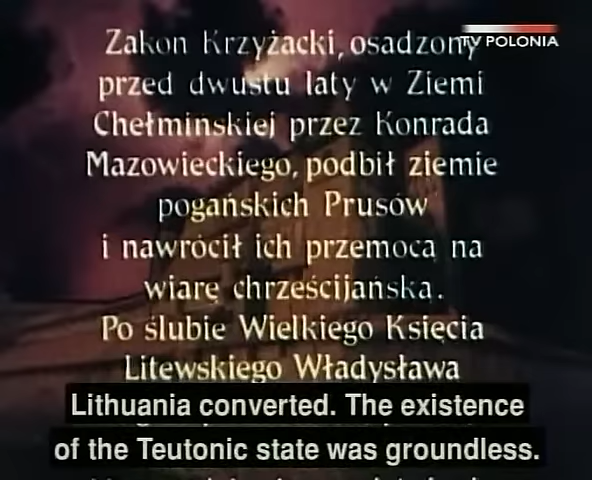 TV POLONIA
Zakon Krzyżacki, osadzony
przed dwustu laty w Ziemi
Chełmińskiej przez Konrada
Mazowieckiego, podbił ziemie
pogańskich Prusów
i nawrócił ich przemocą na
wiarę chrześcijańską.
Po ślubie Wielkiego Księcia
Litewskiego Władysława
Lithuania converted. The existence
of the Teutonic state was groundless.